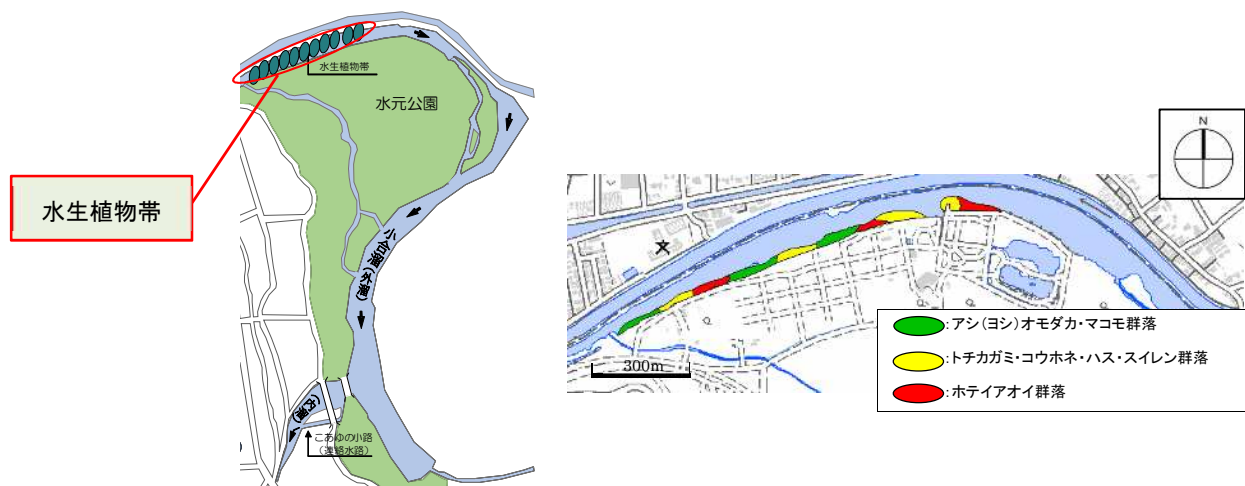 水生植物帯
水生植物帯
水元公園
小合溜(外溜)
(内溜)
こあゆの小路
(連絡水路)
N
300m
:アシ(ヨシ)オモダカ・マコモ群落
:トチカガミ・コウホネ・ハス・スイレン群落
:ホテイアオイ群落